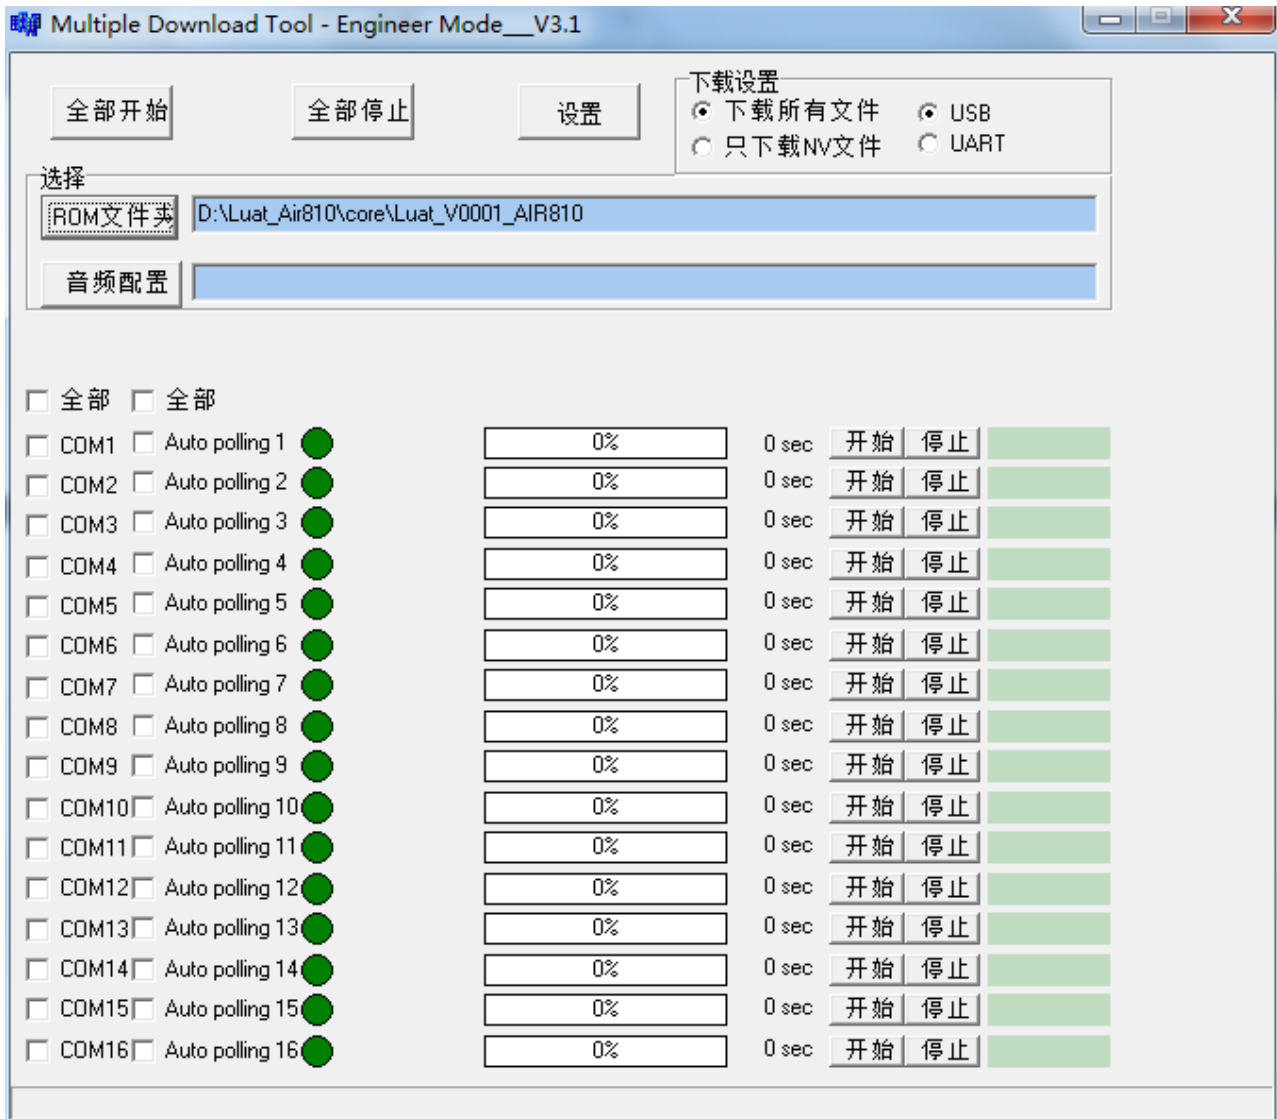 Multiple Download Tool - Engineer Mode__V3.1
全部开始 全部停止 设置
下载设置
下载所有文件 USB
只下载NV文件 UART
选择
ROM文件夹 D:\Luat_Air810\core\Luat_V0001_AIR810
音频配置
全部 全部
COM1 Auto polling 1 0% 0 sec 开始 停止
COM2 Auto polling 2 0% 0 sec 开始 停止
COM3 Auto polling 3 0% 0 sec 开始 停止
COM4 Auto polling 4 0% 0 sec 开始 停止
COM5 Auto polling 5 0% 0 sec 开始 停止
COM6 Auto polling 6 0% 0 sec 开始 停止
COM7 Auto polling 7 0% 0 sec 开始 停止
COM8 Auto polling 8 0% 0 sec 开始 停止
COM9 Auto polling 9 0% 0 sec 开始 停止
COM10 Auto polling 10 0% 0 sec 开始 停止
COM11 Auto polling 11 0% 0 sec 开始 停止
COM12 Auto polling 12 0% 0 sec 开始 停止
COM13 Auto polling 13 0% 0 sec 开始 停止
COM14 Auto polling 14 0% 0 sec 开始 停止
COM15 Auto polling 15 0% 0 sec 开始 停止
COM16 Auto polling 16 0% 0 sec 开始 停止